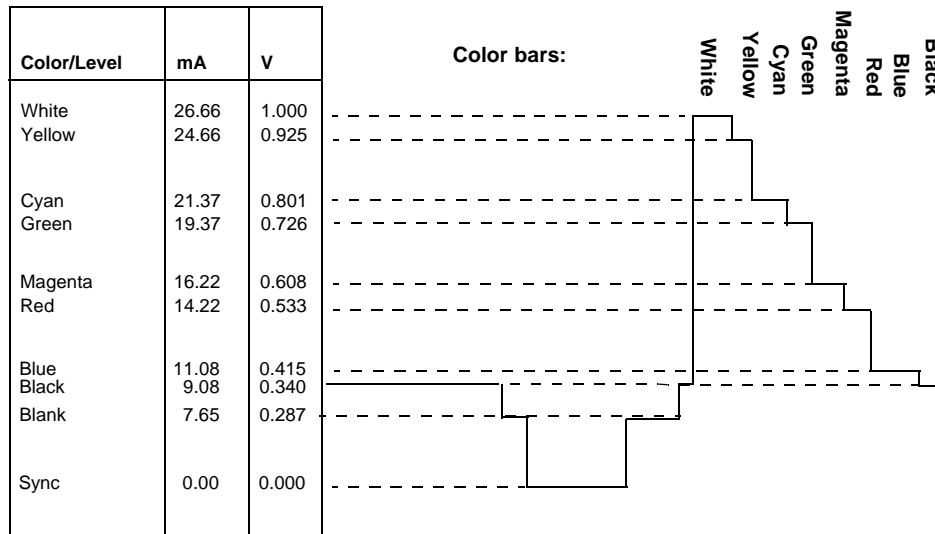 Color/Level mA V
Color bars:
White Yellow Cyan Green Magenta Red Blue Black
White 26.66 1.000
Yellow 24.66 0.925
Cyan 21.37 0.801
Green 19.37 0.726
Magenta 16.22 0.608
Red 14.22 0.533
Blue 11.08 0.415
Black 9.08 0.340
Blank 7.65 0.287
Sync 0.00 0.000